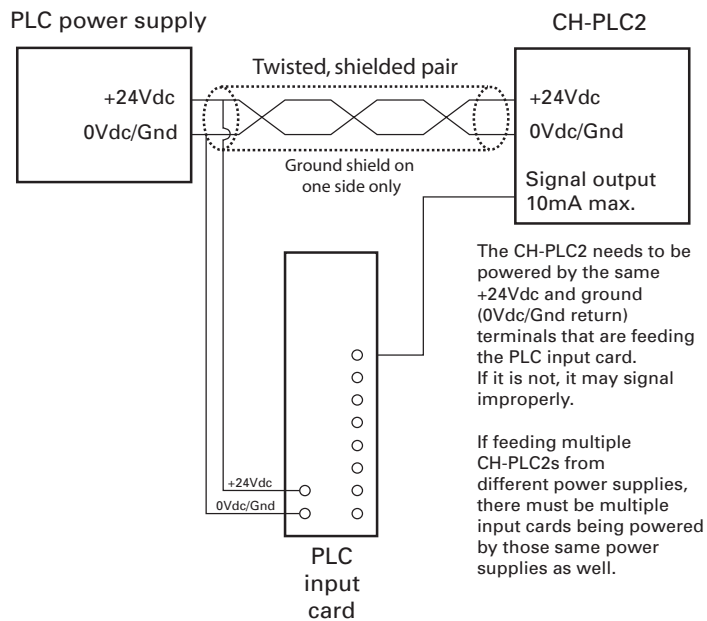 PLC power supply
CH-PLC2
Twisted, shielded pair
+24Vdc
0Vdc/Gnd
+24Vdc
0Vdc/Gnd
Ground shield on
one side only
Signal output
10mA max.
The CH-PLC2 needs to be
powered by the same
+24Vdc and ground
(0Vdc/Gnd return)
terminals that are feeding
the PLC input card.
If it is not, it may signal
improperly.
If feeding multiple
CH-PLC2s from
different power supplies,
there must be multiple
input cards being powered
by those same power
supplies as well.
+24Vdc
0Vdc/Gnd
PLC
input
card